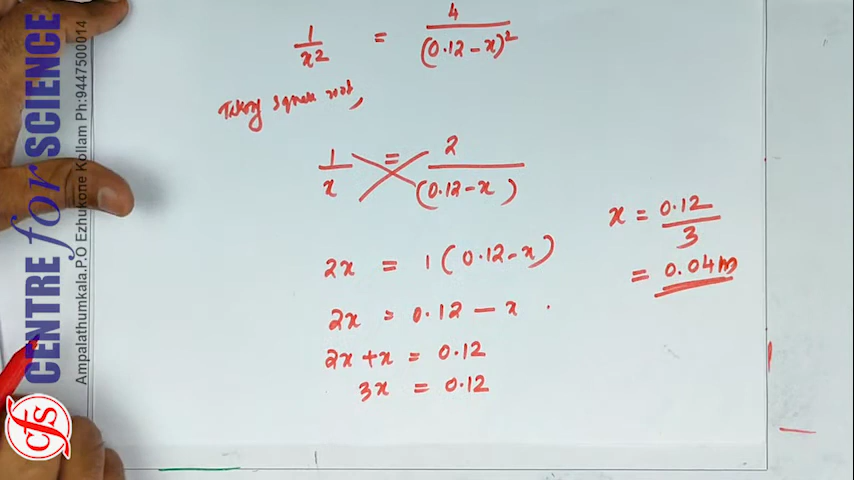 CENTRE for SCIENCE
Ampalathumkala.P.O Ezhukone Kollam Ph:9447500014
cfs
1/x² = 4/(0.12 - x)²
Taking square root,
1/x = 2/(0.12 - x)
2x = 1(0.12 - x)
2x = 0.12 - x
2x + x = 0.12
3x = 0.12
x = 0.12/3
= 0.04m